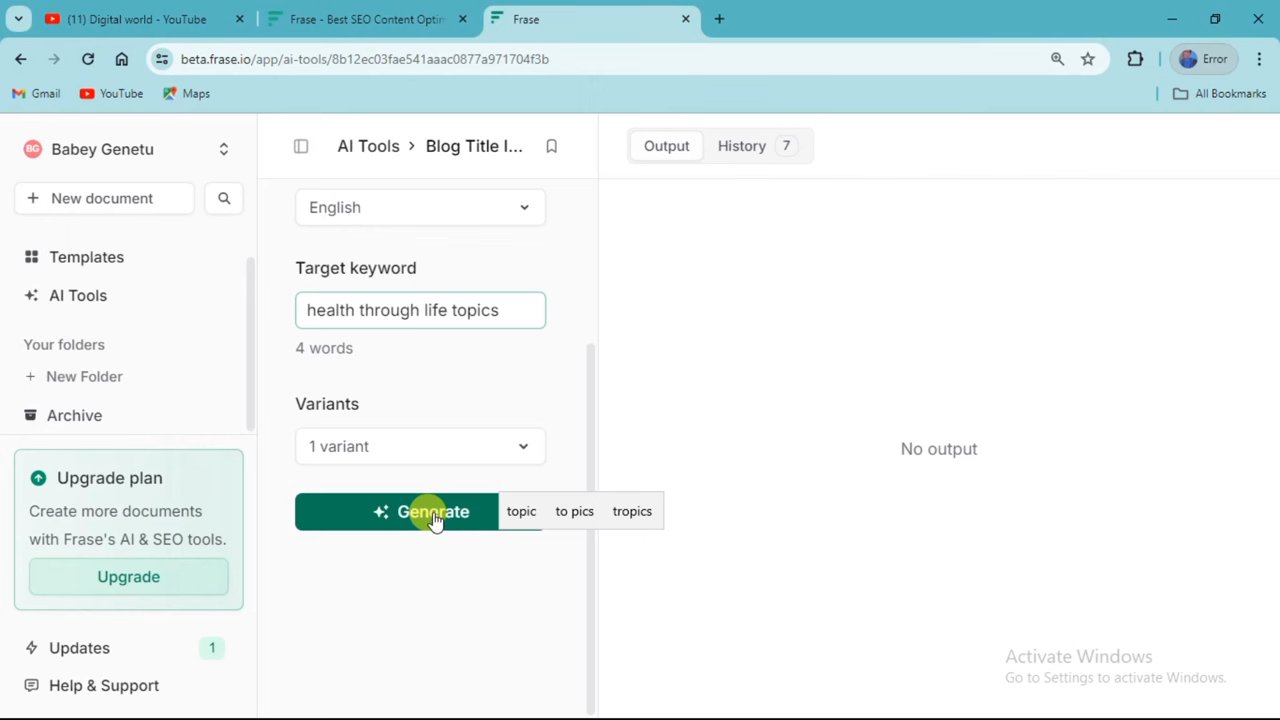 (11) Digital world - YouTube
Frase - Best SEO Content Optim
Frase
beta.frase.io/app/ai-tools/8b12ec03fae541aaac0877a971704f3b
Error
Gmail
YouTube
Maps
All Bookmarks
BG
Babey Genetu
AI Tools > Blog Title I...
Output
History 7
New document
English
Templates
Target keyword
AI Tools
health through life topics
Your folders
4 words
+ New Folder
Variants
Archive
1 variant
No output
Upgrade plan
Create more documents
with Frase's AI & SEO tools.
Generate
topic to pics tropics
Upgrade
Updates 1
Help & Support
Activate Windows
Go to Settings to activate Windows.